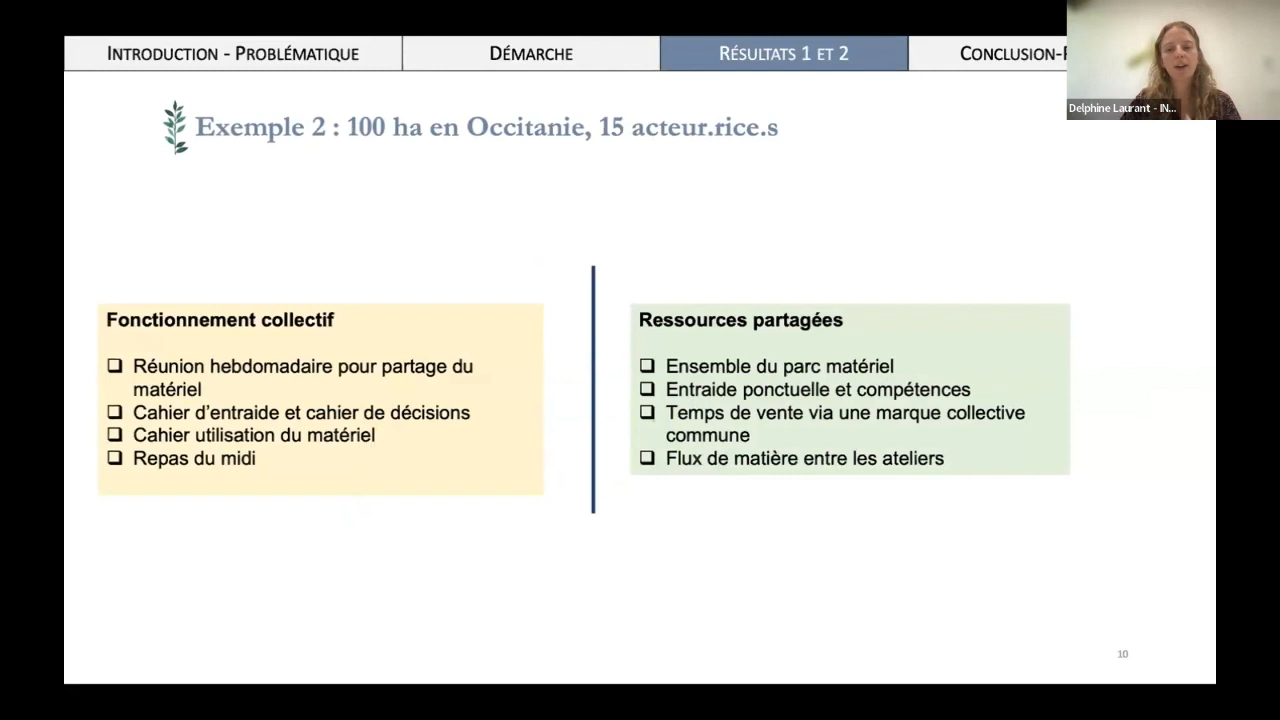 INTRODUCTION - PROBLÉMATIQUE
DÉMARCHE
RÉSULTATS 1 ET 2
CONCLUSION-
Delphine Laurant - IN...
Exemple 2 : 100 ha en Occitanie, 15 acteur.rice.s
Fonctionnement collectif
Réunion hebdomadaire pour partage du
matériel
Cahier d'entraide et cahier de décisions
Cahier utilisation du matériel
Repas du midi
Ressources partagées
Ensemble du parc matériel
Entraide ponctuelle et compétences
Temps de vente via une marque collective
commune
Flux de matière entre les ateliers
10